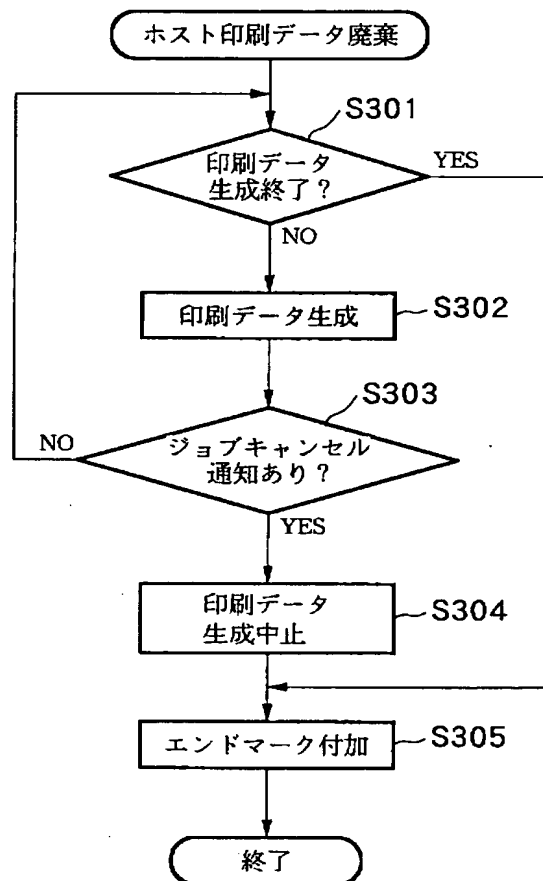 ホスト印刷データ廃棄
S301
印刷データ
生成終了？
YES
NO
印刷データ生成
S302
S303
ジョブキャンセル
通知あり？
NO
YES
印刷データ
生成中止
S304
エンドマーク付加
S305
終了